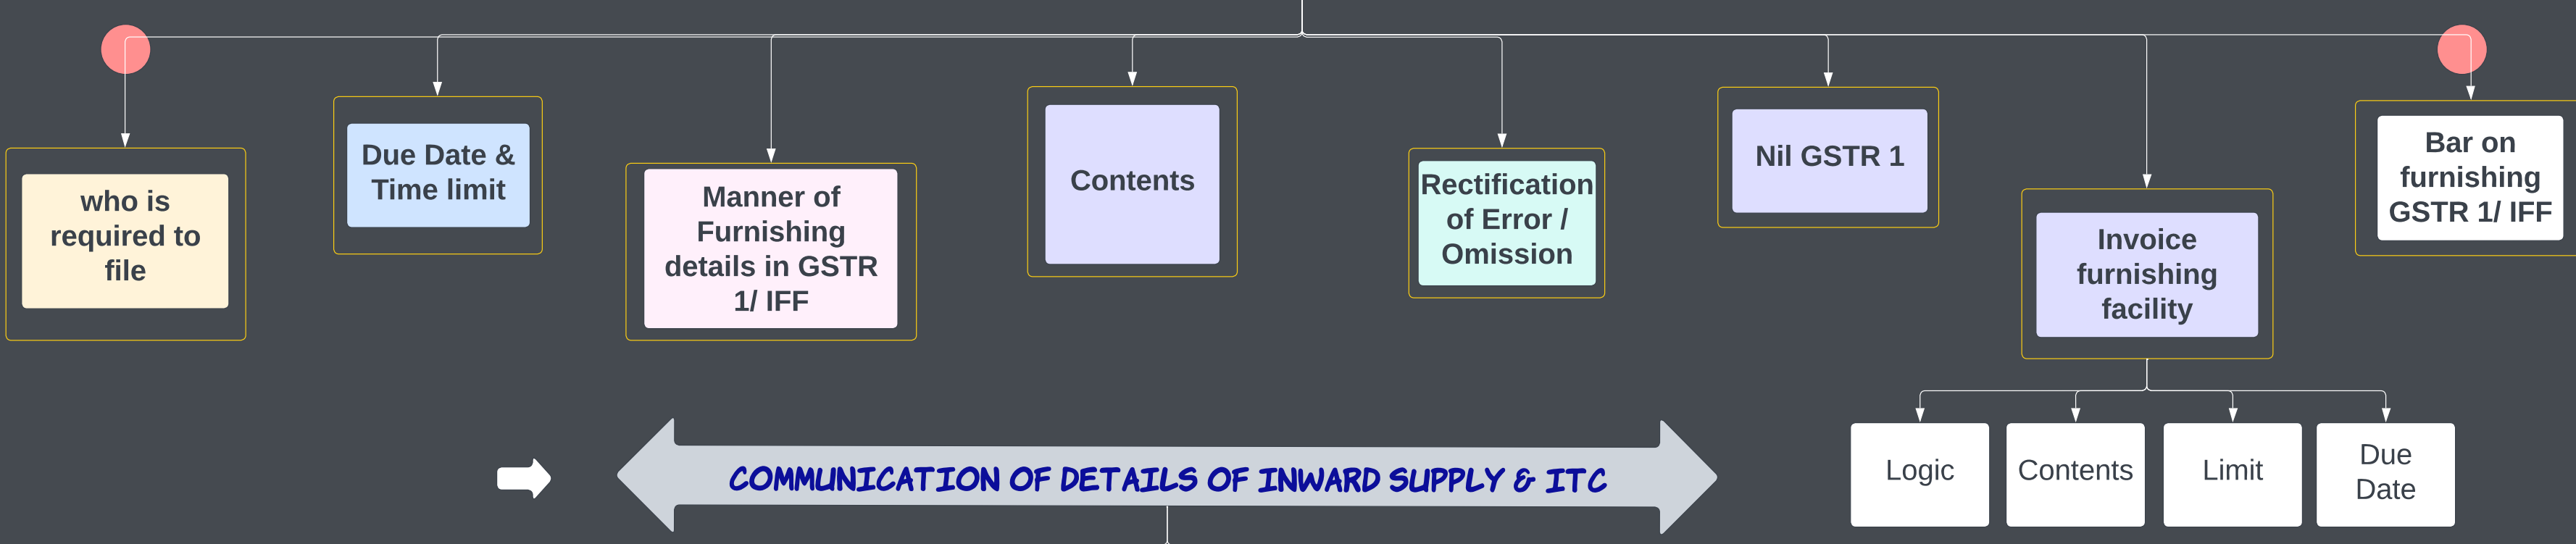 who is
required to
file
Due Date &
Time limit
Manner of
Furnishing
details in GSTR
1/ IFF
Contents
Rectification
of Error /
Omission
Nil GSTR 1
Invoice
furnishing
facility
Bar on
furnishing
GSTR 1/ IFF
Logic
Contents
Limit
Due
Date
COMMUNICATION OF DETAILS OF INWARD SUPPLY & ITC